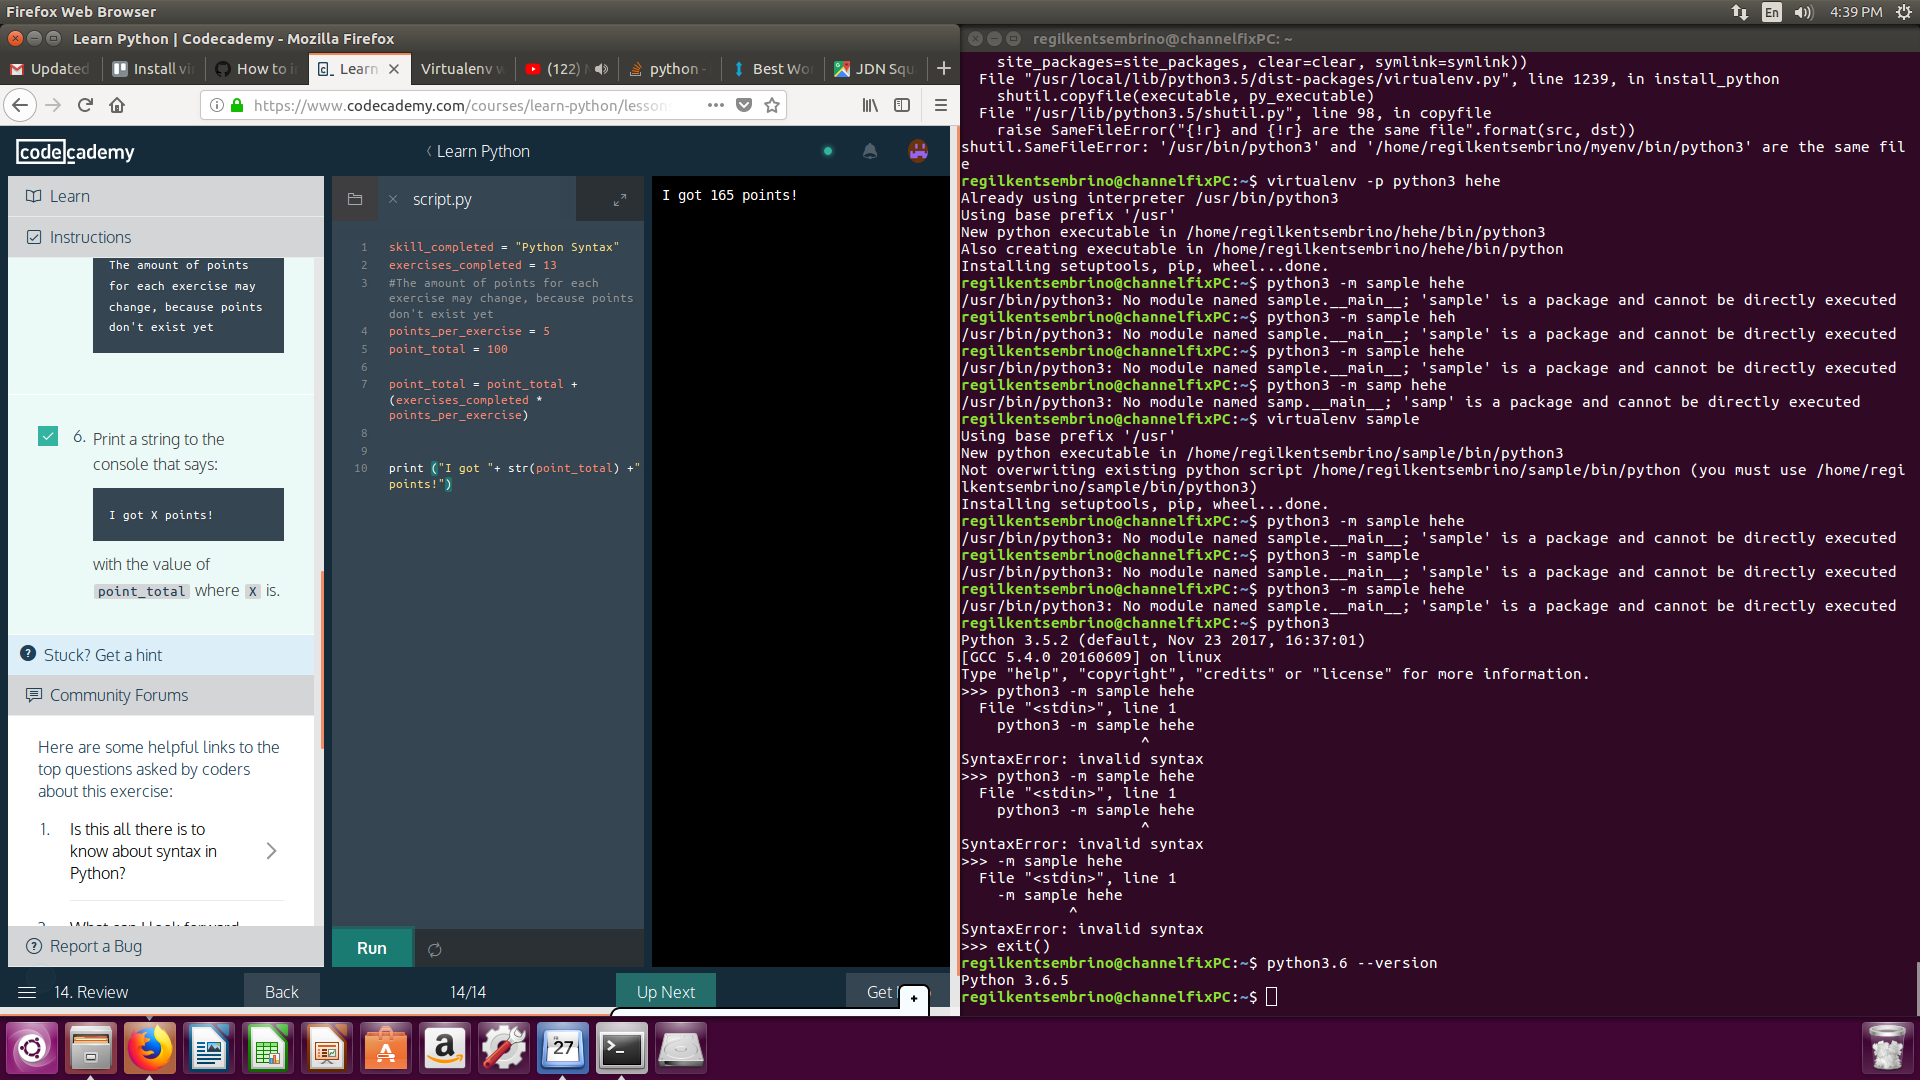 Firefox Web Browser
En
4:39 PM
Learn Python | Codecademy - Mozilla Firefox
Updated
Install vi
How to i
Learn
Virtualenv
(122)
python
Best Wo
JDN Squ
https://www.codecademy.com/courses/learn-python/lesson
codecademy
Learn Python
Learn
Instructions
The amount of points
for each exercise may
change, because points
don't exist yet
6. Print a string to the
console that says:
I got X points!
with the value of
point_total where X is.
Stuck? Get a hint
Community Forums
Here are some helpful links to the
top questions asked by coders
about this exercise:
1. Is this all there is to
know about syntax in
Python?
Report a Bug
script.py
1 skill_completed = "Python Syntax"
2 exercises_completed = 13
3 #The amount of points for each
exercise may change, because points
don't exist yet
4 points_per_exercise = 5
5 point_total = 100
6
7 point_total = point_total +
(exercises_completed *
points_per_exercise)
8
9
10 print ("I got "+ str(point_total) +"
points!")
Run
I got 165 points!
14. Review
Back
14/14
Up Next
Get
regilkentsembrino@channelfixPC: ~
site_packages=site_packages, clear=clear, symlink=symlink))
File "/usr/local/lib/python3.5/dist-packages/virtualenv.py", line 1239, in install_python
shutil.copyfile(executable, py_executable)
File "/usr/lib/python3.5/shutil.py", line 98, in copyfile
raise SameFileError("{!r} and {!r} are the same file".format(src, dst))
shutil.SameFileError: '/usr/bin/python3' and '/home/regilkentsembrino/myenv/bin/python3' are the same fil
e
regilkentsembrino@channelfixPC:~$ virtualenv -p python3 hehe
Already using interpreter /usr/bin/python3
Using base prefix '/usr'
New python executable in /home/regilkentsembrino/hehe/bin/python3
Also creating executable in /home/regilkentsembrino/hehe/bin/python
Installing setuptools, pip, wheel...done.
regilkentsembrino@channelfixPC:~$ python3 -m sample hehe
/usr/bin/python3: No module named sample.__main__; 'sample' is a package and cannot be directly executed
regilkentsembrino@channelfixPC:~$ python3 -m sample heh
/usr/bin/python3: No module named sample.__main__; 'sample' is a package and cannot be directly executed
regilkentsembrino@channelfixPC:~$ python3 -m sample hehe
/usr/bin/python3: No module named sample.__main__; 'sample' is a package and cannot be directly executed
regilkentsembrino@channelfixPC:~$ python3 -m samp hehe
/usr/bin/python3: No module named samp.__main__; 'samp' is a package and cannot be directly executed
regilkentsembrino@channelfixPC:~$ virtualenv sample
Using base prefix '/usr'
New python executable in /home/regilkentsembrino/sample/bin/python3
Not overwriting existing python script /home/regilkentsembrino/sample/bin/python (you must use /home/regi
lkentsembrino/sample/bin/python3)
Installing setuptools, pip, wheel...done.
regilkentsembrino@channelfixPC:~$ python3 -m sample hehe
/usr/bin/python3: No module named sample.__main__; 'sample' is a package and cannot be directly executed
regilkentsembrino@channelfixPC:~$ python3 -m sample
/usr/bin/python3: No module named sample.__main__; 'sample' is a package and cannot be directly executed
regilkentsembrino@channelfixPC:~$ python3 -m sample hehe
/usr/bin/python3: No module named sample.__main__; 'sample' is a package and cannot be directly executed
regilkentsembrino@channelfixPC:~$ python3
Python 3.5.2 (default, Nov 23 2017, 16:37:01)
[GCC 5.4.0 20160609] on linux
Type "help", "copyright", "credits" or "license" for more information.
>>> python3 -m sample hehe
File "<stdin>", line 1
python3 -m sample hehe
^
SyntaxError: invalid syntax
>>> python3 -m sample hehe
File "<stdin>", line 1
python3 -m sample hehe
^
SyntaxError: invalid syntax
>>> -m sample hehe
File "<stdin>", line 1
-m sample hehe
^
SyntaxError: invalid syntax
>>> exit()
regilkentsembrino@channelfixPC:~$ python3.6 --version
Python 3.6.5
regilkentsembrino@channelfixPC:~$
27